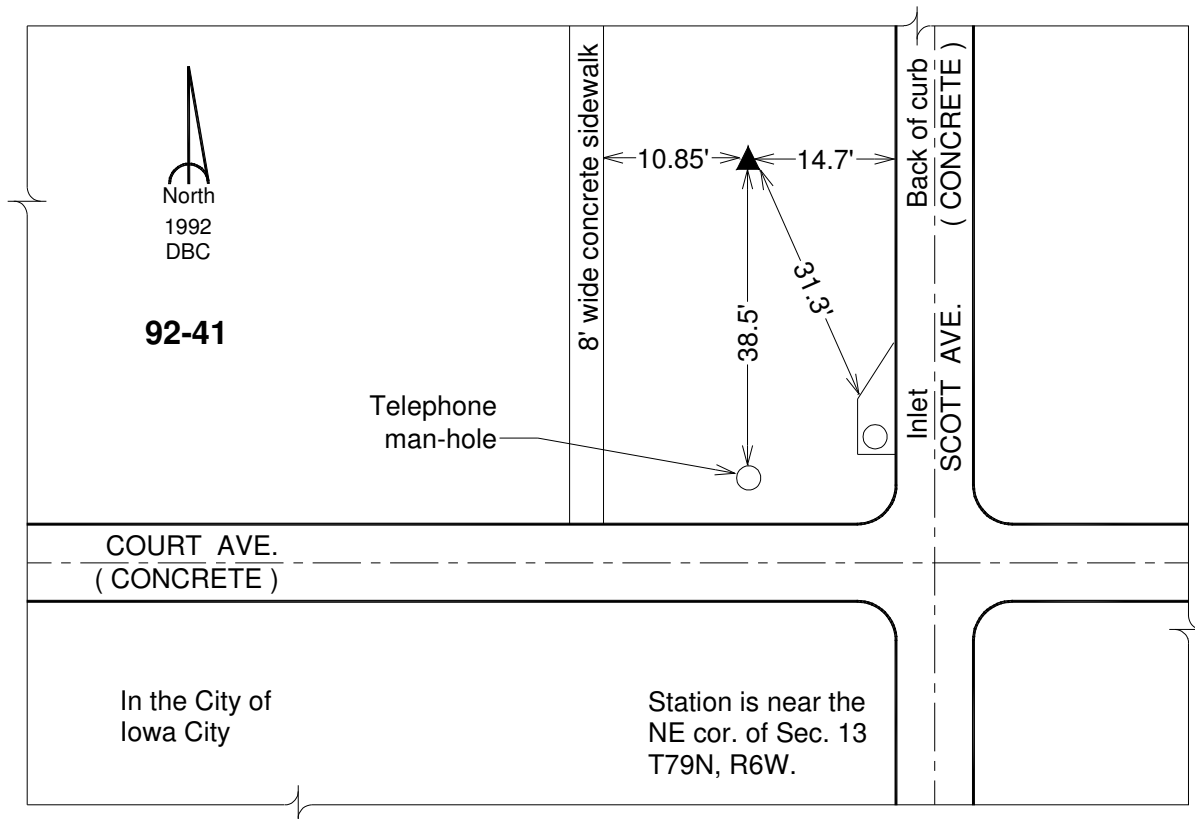 North
1992
DBC
92-41
8' wide concrete sidewalk
10.85'
14.7'
38.5'
31.3'
Back of curb
( CONCRETE )
Inlet
SCOTT AVE.
Telephone
man-hole
COURT AVE.
( CONCRETE )
In the City of
Iowa City
Station is near the
NE cor. of Sec. 13
T79N, R6W.